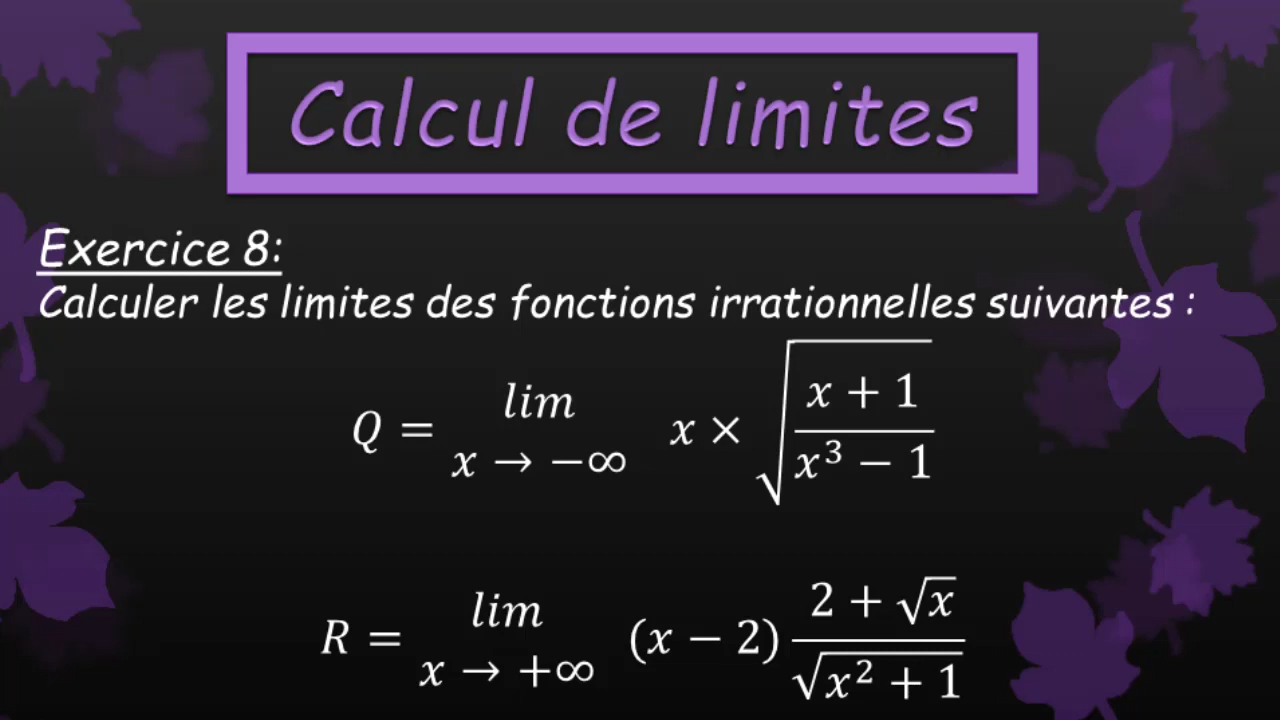 Calcul de limites
Exercice 8:
Calculer les limites des fonctions irrationnelles suivantes :
Q = lim x → −∞ x × √((x + 1)/(x³ − 1))
R = lim x → +∞ (x − 2) (2 + √x)/√(x² + 1)